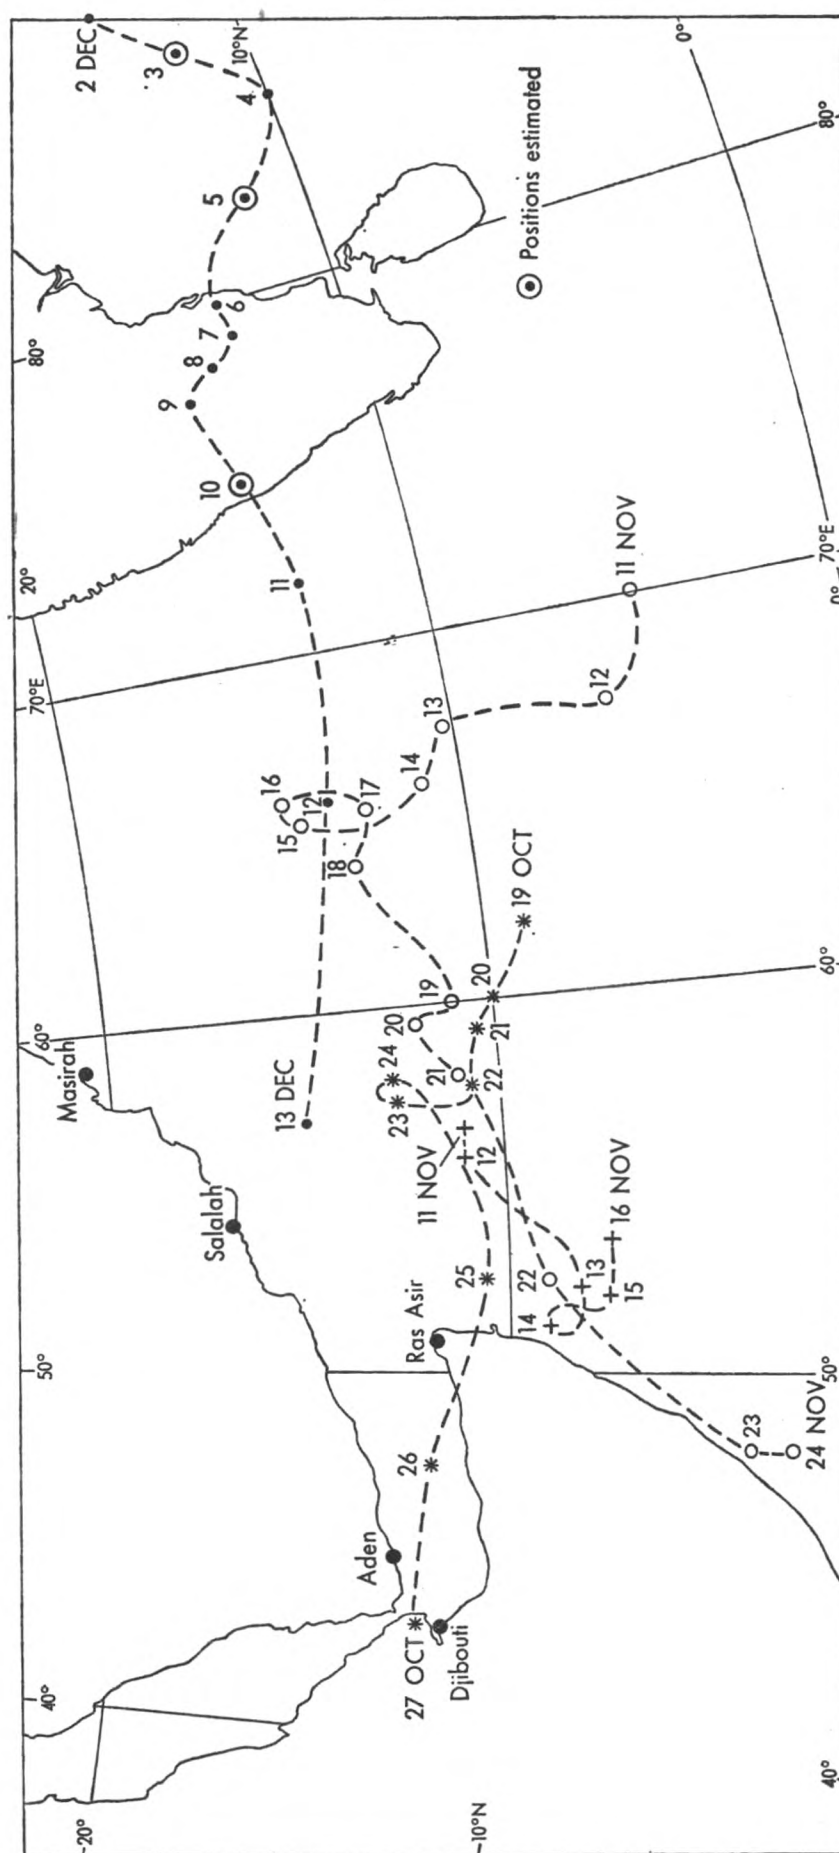 40°
50°
60°
70°E
20°
80°
20°
Masirah
2 DEC
3
9
8
7
6
5
4
10°N
Salalah
10
13 DEC
11
15
12
16
18
17
Aden
Ras Asir
27 OCT
26
23
24
20
14
13
11 NOV
19
21
Djibouti
25
12
22
21
20
10°N
14
22
19 OCT
13
15
16 NOV
12
11 NOV
Positions estimated
0°
23
24 NOV
40°
50°
60°
70°E
0°
80°